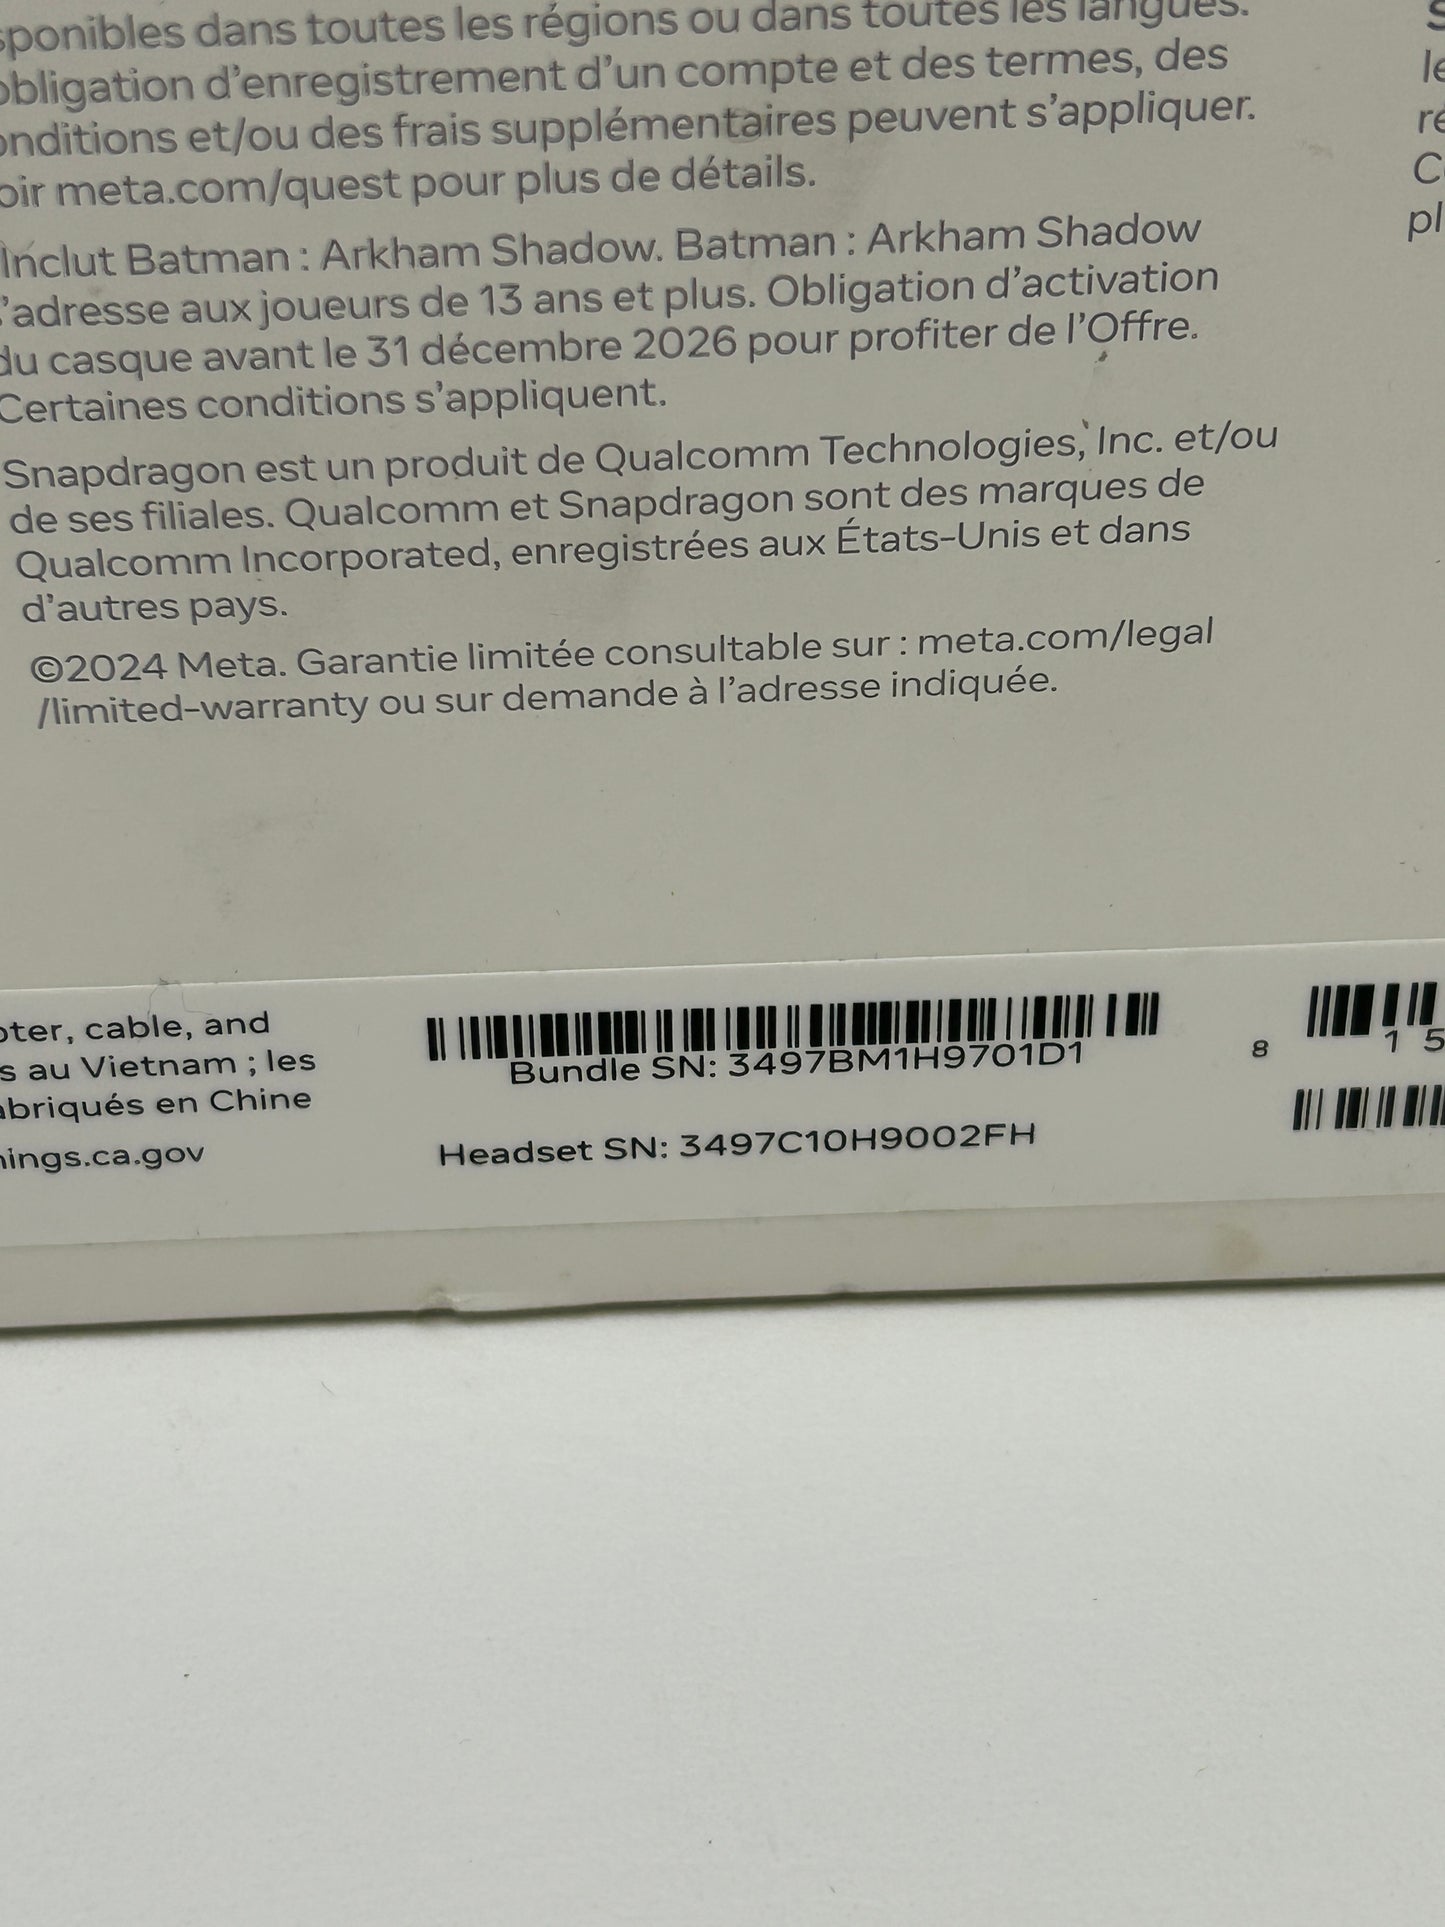 sponibles dans toutes les régions ou dans toutes les langues.
obligation d'enregistrement d'un compte et des termes, des
onditions et/ou des frais supplémentaires peuvent s'appliquer.
oir meta.com/quest pour plus de détails.
Inclut Batman : Arkham Shadow. Batman : Arkham Shadow
s'adresse aux joueurs de 13 ans et plus. Obligation d'activation
du casque avant le 31 décembre 2026 pour profiter de l'Offre.
Certaines conditions s'appliquent.
Snapdragon est un produit de Qualcomm Technologies, Inc. et/ou
de ses filiales. Qualcomm et Snapdragon sont des marques de
Qualcomm Incorporated, enregistrées aux États-Unis et dans
d'autres pays.
©2024 Meta. Garantie limitée consultable sur : meta.com/legal
/limited-warranty ou sur demande à l'adresse indiquée.
S
le
re
C
pl
oter, cable, and
s au Vietnam ; les
abriqués en Chine
nings.ca.gov
Bundle SN: 3497BM1H9701D1
Headset SN: 3497C10H9002FH
8 15